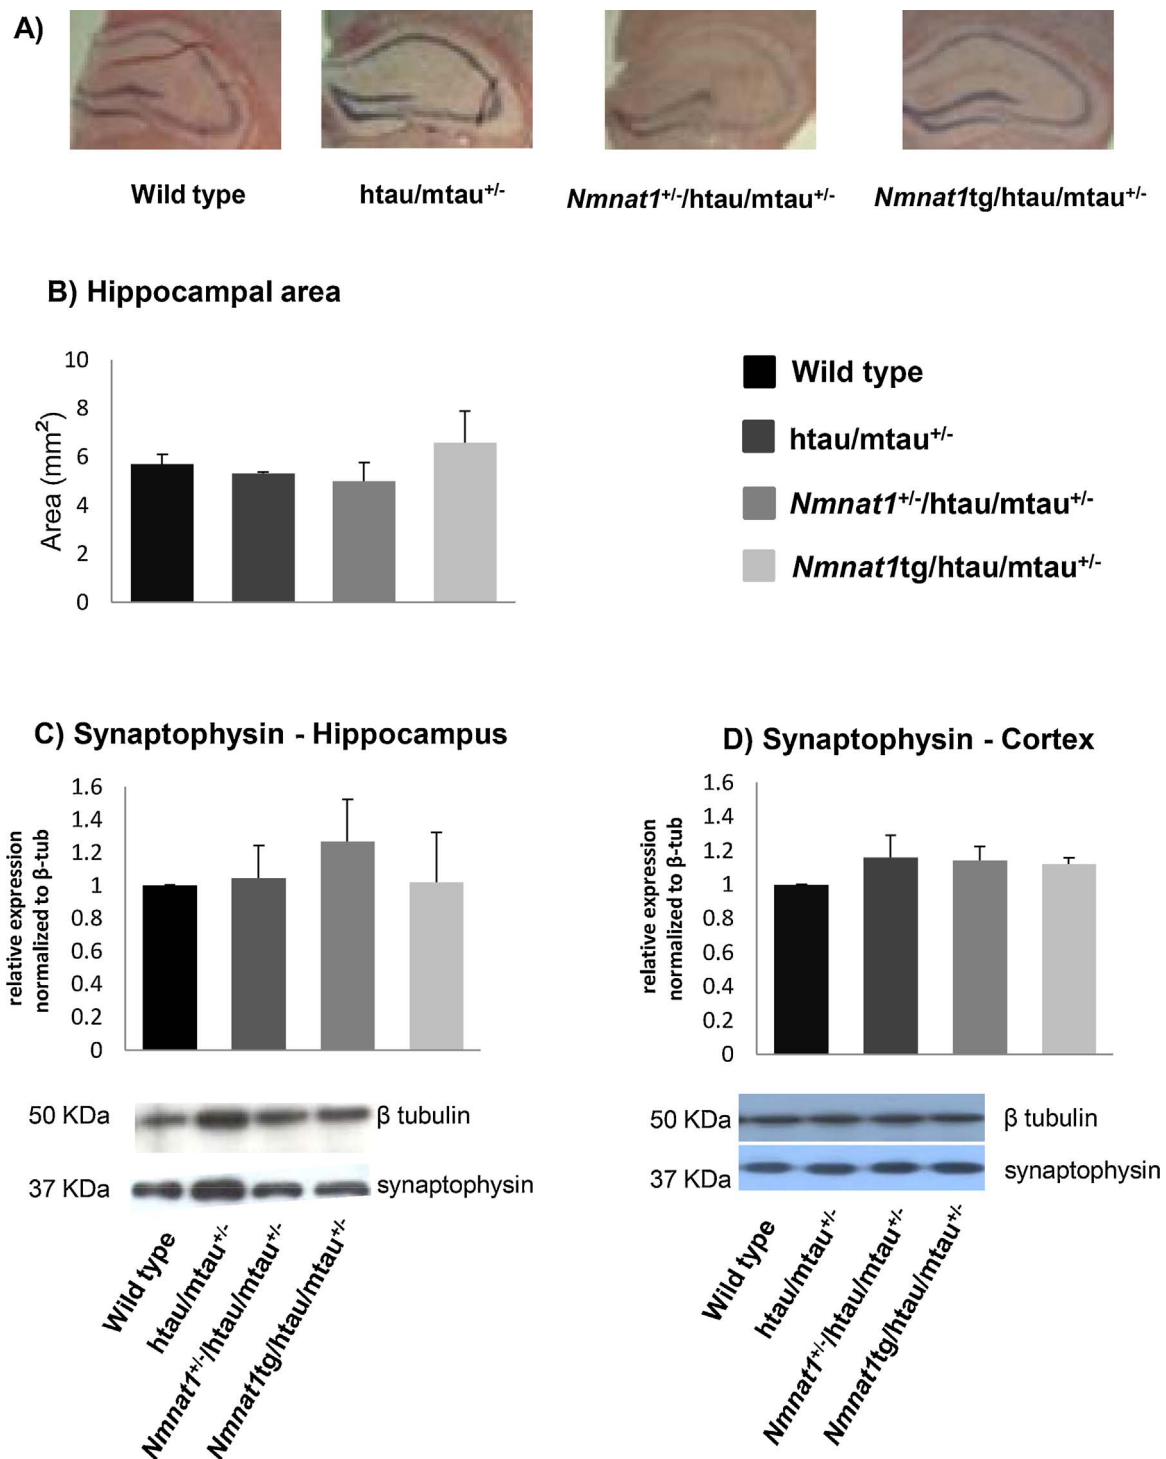 A)
Wild type
htau/mtau+/-
Nmnat1+/-/htau/mtau+/-
Nmnat1tg/htau/mtau+/-
B) Hippocampal area
Area (mm²)
10
8
6
4
2
0
Wild type
htau/mtau+/-
Nmnat1+/-/htau/mtau+/-
Nmnat1tg/htau/mtau+/-
C) Synaptophysin - Hippocampus
relative expression
normalized to β-tub
1.6
1.4
1.2
1
0.8
0.6
0.4
0.2
0
50 KDa
β tubulin
37 KDa
synaptophysin
Wild type
htau/mtau+/-
Nmnat1+/-/htau/mtau+/-
Nmnat1tg/htau/mtau+/-
D) Synaptophysin - Cortex
relative expression
normalized to β-tub
1.6
1.4
1.2
1
0.8
0.6
0.4
0.2
0
50 KDa
β tubulin
37 KDa
synaptophysin
Wild type
htau/mtau+/-
Nmnat1+/-/htau/mtau+/-
Nmnat1tg/htau/mtau+/-